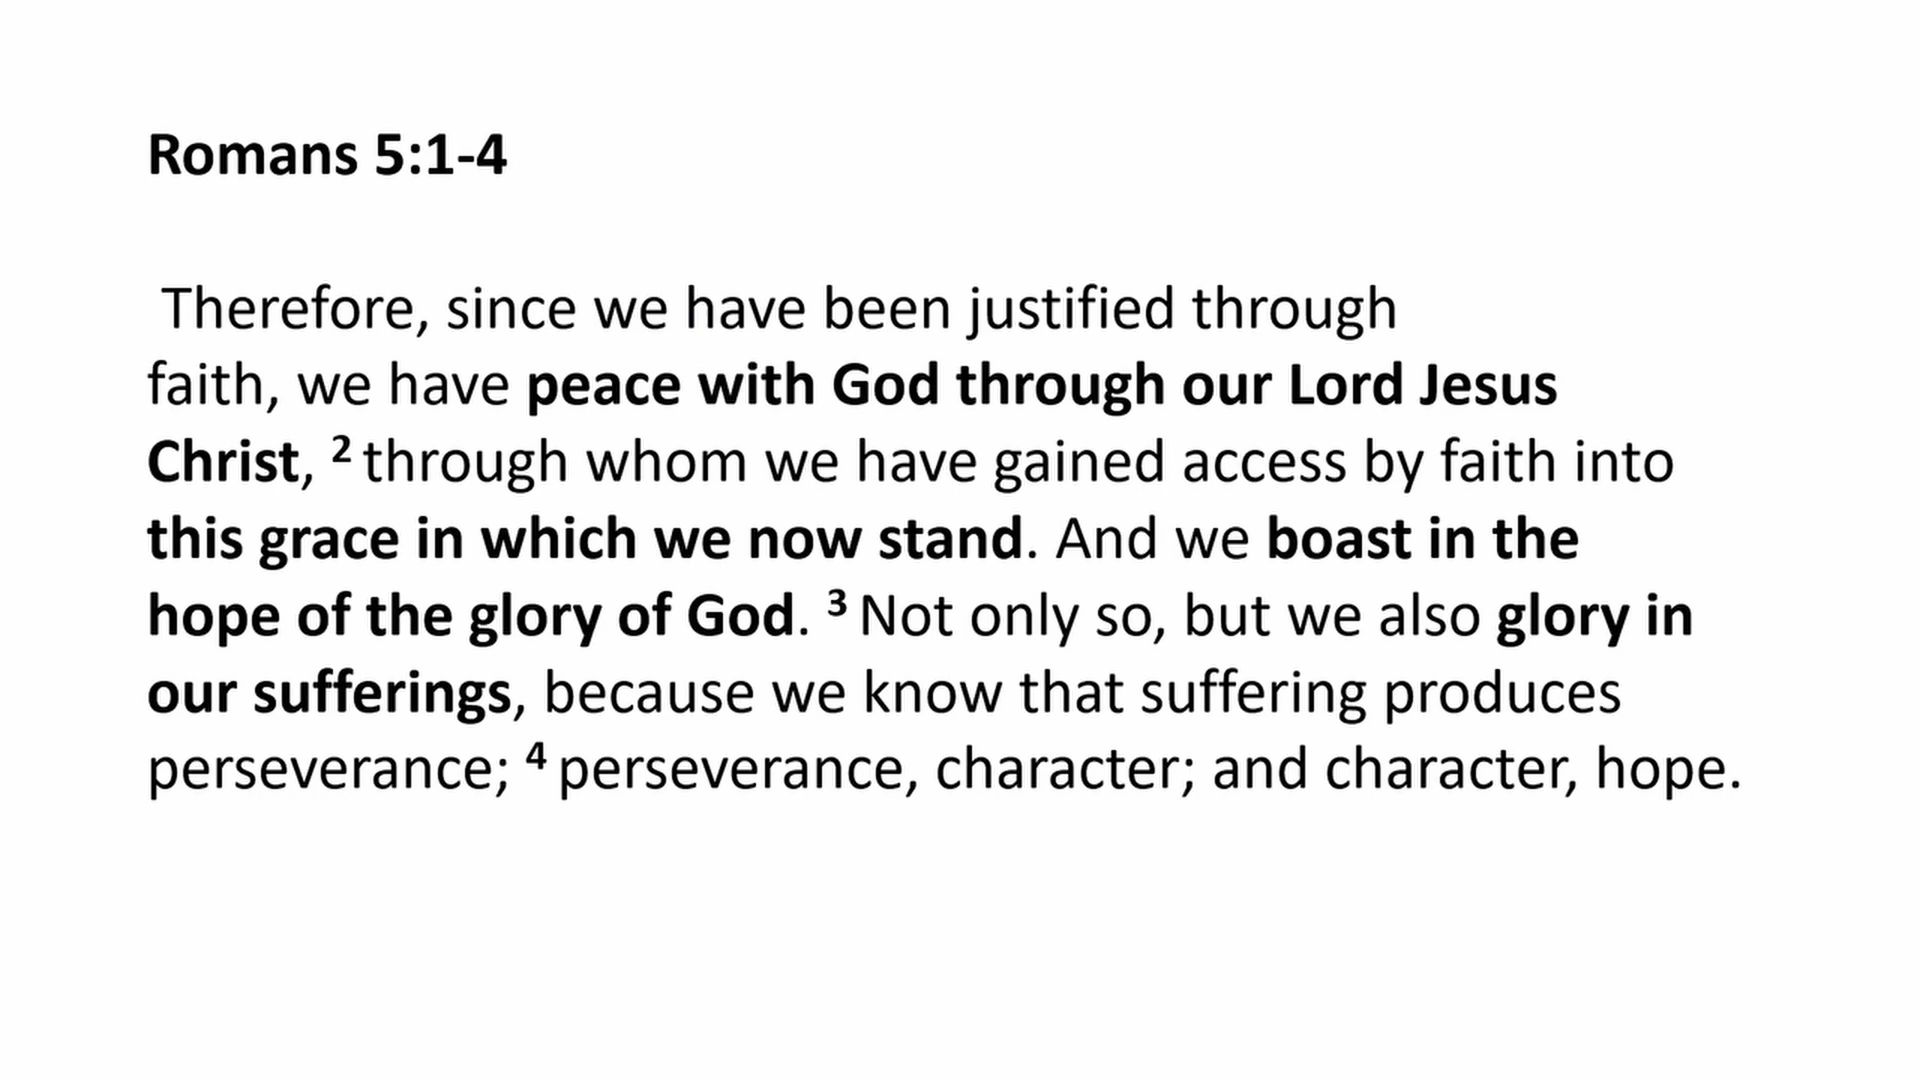 Romans 5:1-4
Therefore, since we have been justified through
faith, we have peace with God through our Lord Jesus
Christ, 2 through whom we have gained access by faith into
this grace in which we now stand. And we boast in the
hope of the glory of God. 3 Not only so, but we also glory in
our sufferings, because we know that suffering produces
perseverance; 4 perseverance, character; and character, hope.